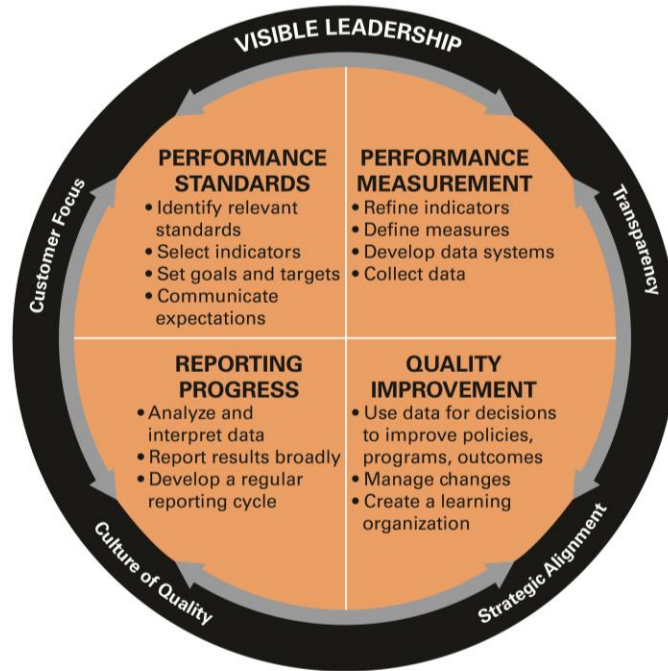 VISIBLE LEADERSHIP
Customer Focus
Transparency
PERFORMANCE
STANDARDS
• Identify relevant
standards
• Select indicators
• Set goals and targets
• Communicate
expectations
PERFORMANCE
MEASUREMENT
• Refine indicators
• Define measures
• Develop data systems
• Collect data
REPORTING
PROGRESS
• Analyze and
interpret data
• Report results broadly
• Develop a regular
reporting cycle
QUALITY
IMPROVEMENT
• Use data for decisions
to improve policies,
programs, outcomes
• Manage changes
• Create a learning
organization
Culture of Quality
Strategic Alignment